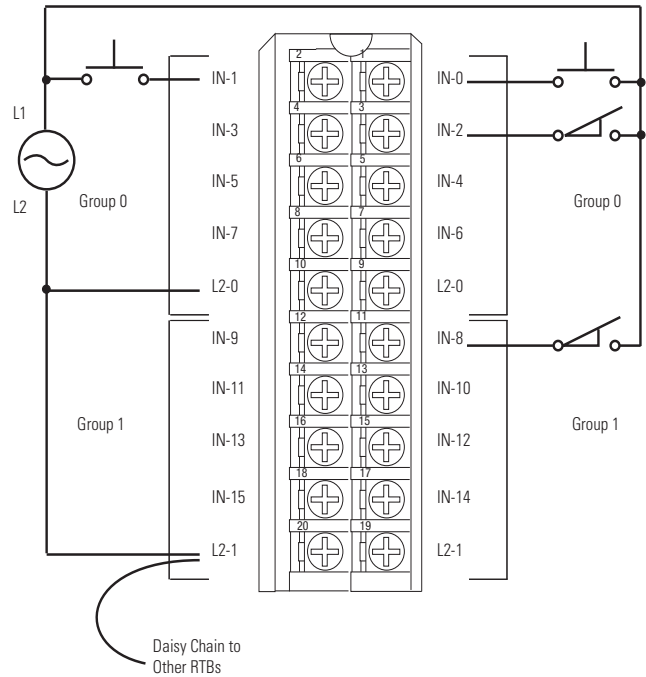 2 1
IN-1 IN-0
L1
4 3
IN-3 IN-2
6 5
IN-5 IN-4
L2
Group 0 Group 0
8 7
IN-7 IN-6
10 9
L2-0 L2-0
12 11
IN-9 IN-8
14 13
IN-11 IN-10
Group 1 Group 1
16 15
IN-13 IN-12
18 17
IN-15 IN-14
20 19
L2-1 L2-1
Daisy Chain to
Other RTBs